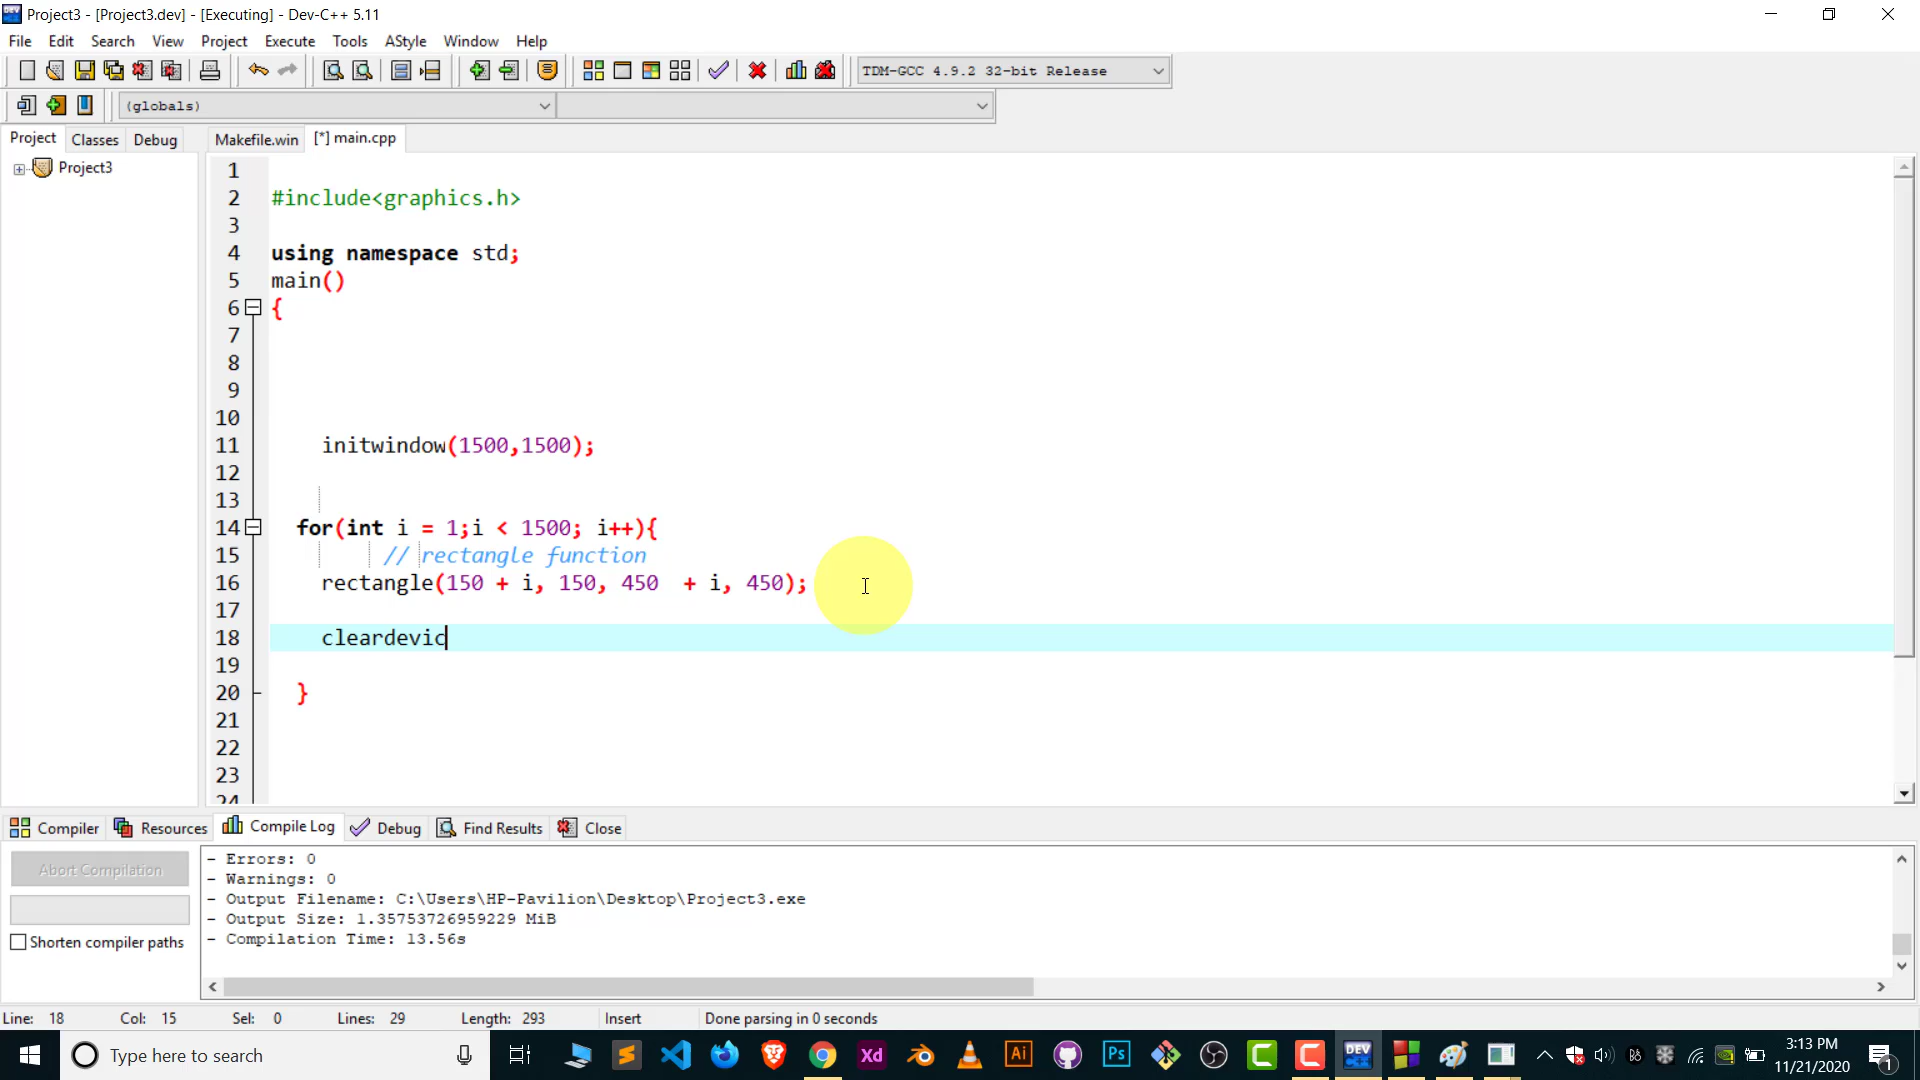 Project3 - [Project3.dev] - [Executing] - Dev-C++ 5.11
File Edit Search View Project Execute Tools AStyle Window Help
TDM-GCC 4.9.2 32-bit Release
(globals)
Project Classes Debug Makefile.win [*] main.cpp
Project3
1
2 #include<graphics.h>
3
4 using namespace std;
5 main()
6 {
7
8
9
10
11 initwindow(1500,1500);
12
13
14 for(int i = 1;i < 1500; i++){
15 // rectangle function
16 rectangle(150 + i, 150, 450 + i, 450);
17
18 cleardevic
19
20 }
21
22
23
24
Compiler Resources Compile Log Debug Find Results Close
Abort Compilation
Shorten compiler paths
- Errors: 0
- Warnings: 0
- Output Filename: C:\Users\HP-Pavilion\Desktop\Project3.exe
- Output Size: 1.35753726959229 MiB
- Compilation Time: 13.56s
Line: 18 Col: 15 Sel: 0 Lines: 29 Length: 293 Insert Done parsing in 0 seconds
Type here to search
Xd Ai Ps DEV
3:13 PM
11/21/2020
1